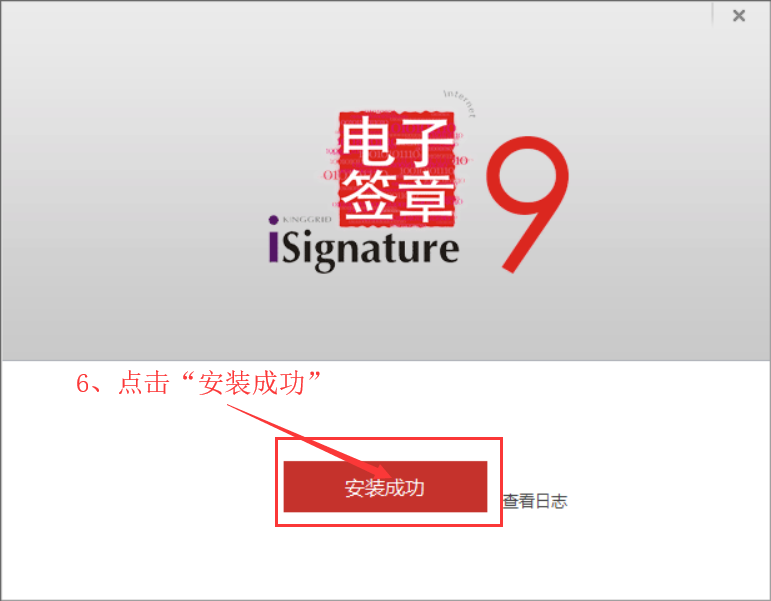 internet
电子
签章
KINGGRID
iSignature
9
6、点击“安装成功”
安装成功
查看日志